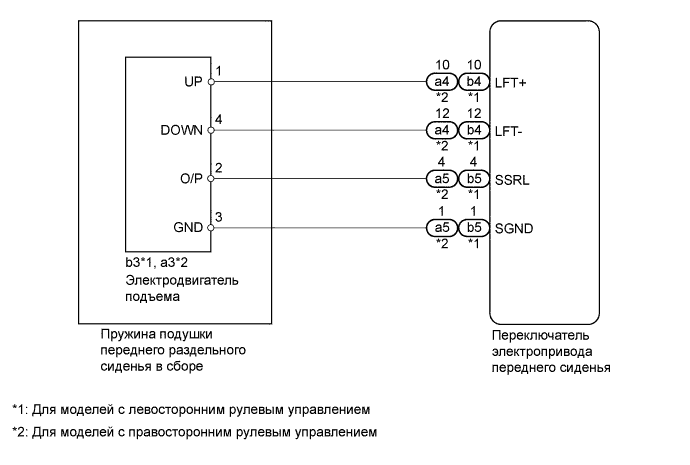 10 10
UP 1 a4 b4 LFT+
*2 *1
12 12
DOWN 4 a4 b4 LFT-
*2 *1
4 4
O/P 2 a5 b5 SSRL
*2 *1
1 1
GND 3 a5 b5 SGND
*2 *1
b3*1, a3*2
Электродвигатель
подъема
Пружина подушки
переднего раздельного
сиденья в сборе
Переключатель
электропривода
переднего сиденья
*1: Для моделей с левосторонним рулевым управлением
*2: Для моделей с правосторонним рулевым управлением